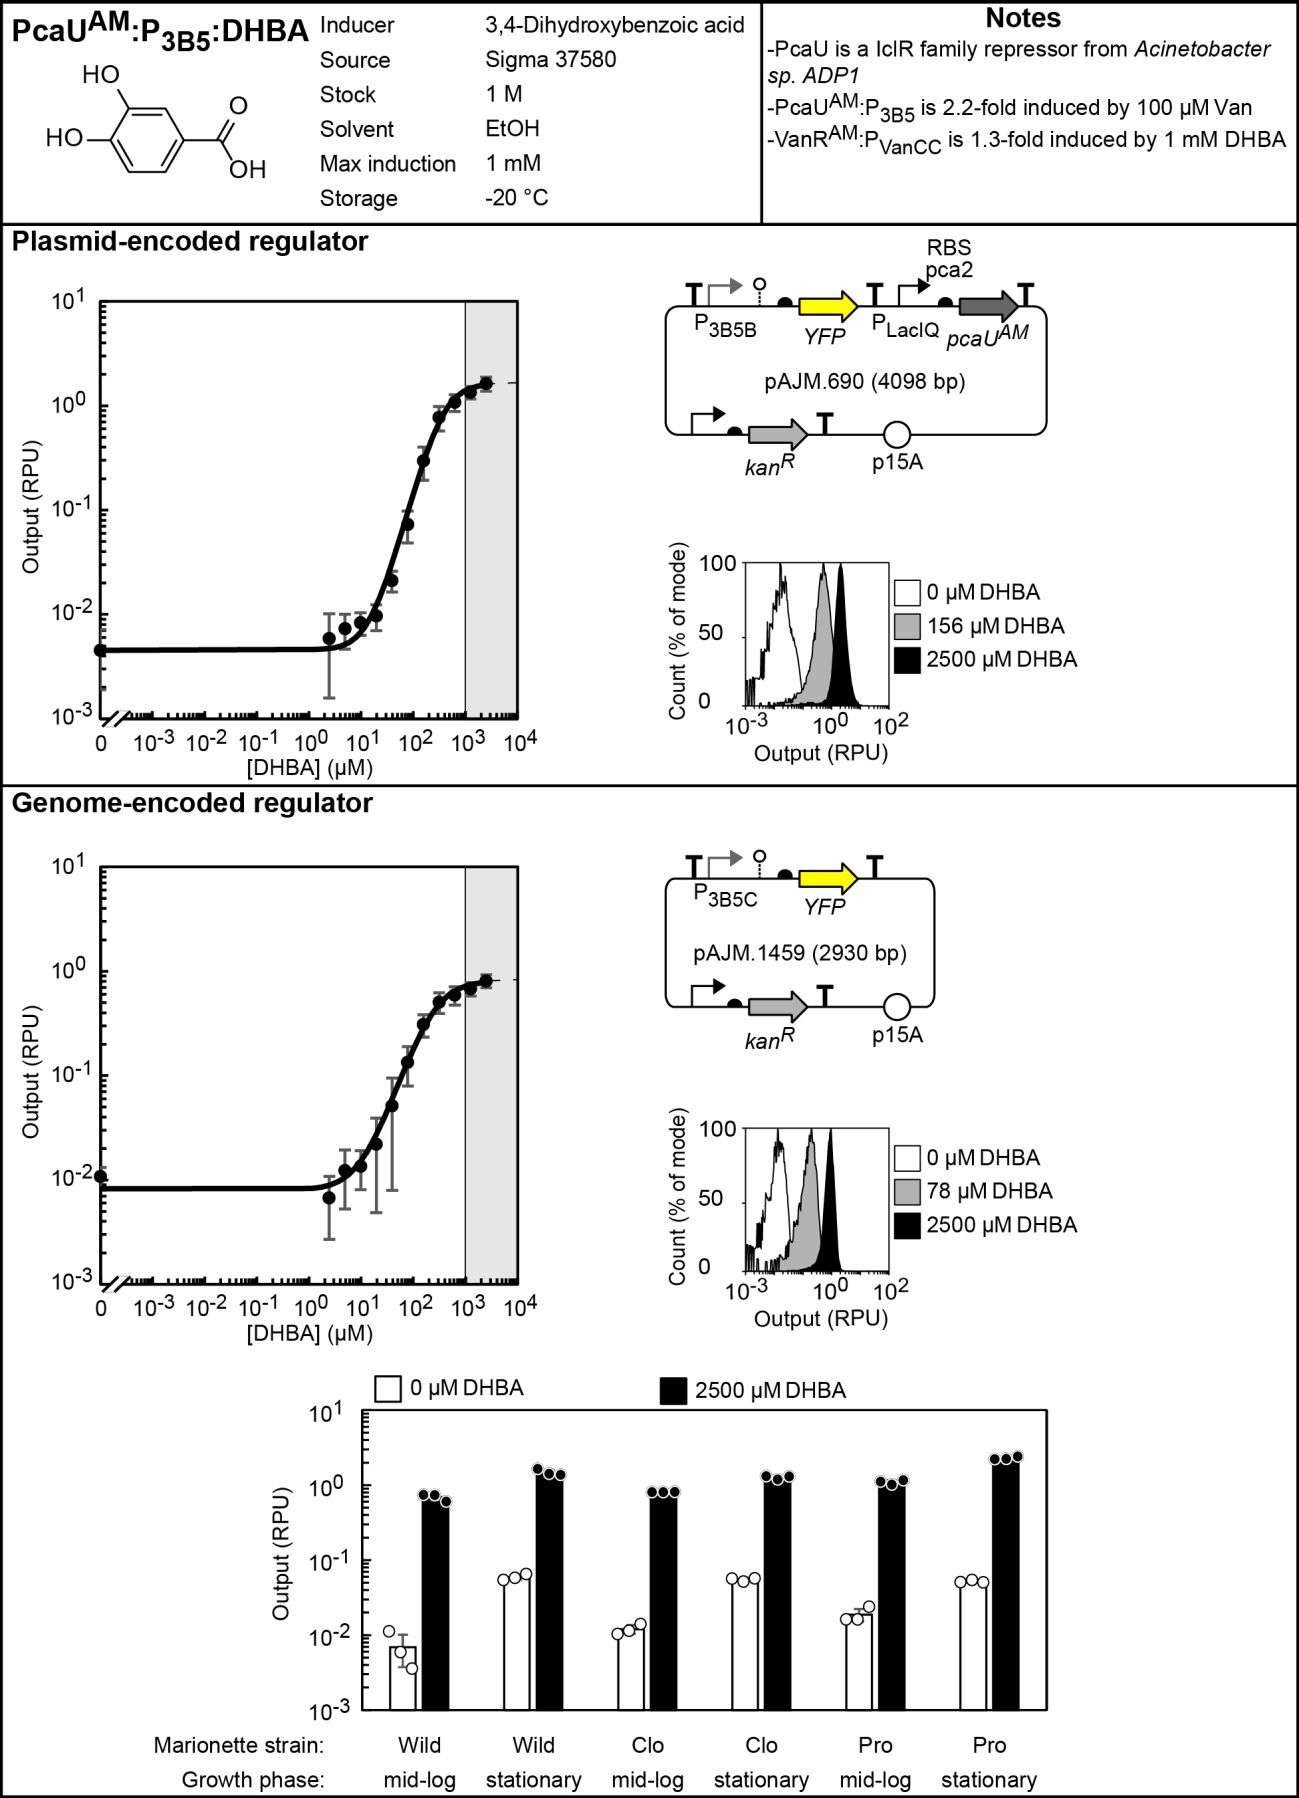 PcaU^AM:P_3B5:DHBA
HO
HO
O
OH
Inducer 3,4-Dihydroxybenzoic acid
Source Sigma 37580
Stock 1 M
Solvent EtOH
Max induction 1 mM
Storage -20 °C
Notes
-PcaU is a IclR family repressor from Acinetobacter
sp. ADP1
-PcaU^AM:P_3B5 is 2.2-fold induced by 100 µM Van
-VanR^AM:P_VanCC is 1.3-fold induced by 1 mM DHBA
Plasmid-encoded regulator
Output (RPU)
10^1
10^0
10^-1
10^-2
10^-3
0 10^-3 10^-2 10^-1 10^0 10^1 10^2 10^3 10^4
[DHBA] (µM)
RBS
pca2
P_3B5B YFP P_LacIQ pcaU^AM
pAJM.690 (4098 bp)
kan^R p15A
Count (% of mode)
100
50
0
10^-3 10^0 10^2
Output (RPU)
0 µM DHBA
156 µM DHBA
2500 µM DHBA
Genome-encoded regulator
Output (RPU)
10^1
10^0
10^-1
10^-2
10^-3
0 10^-3 10^-2 10^-1 10^0 10^1 10^2 10^3 10^4
[DHBA] (µM)
P_3B5C YFP
pAJM.1459 (2930 bp)
kan^R p15A
Count (% of mode)
100
50
0
10^-3 10^0 10^2
Output (RPU)
0 µM DHBA
78 µM DHBA
2500 µM DHBA
0 µM DHBA 2500 µM DHBA
Output (RPU)
10^1
10^0
10^-1
10^-2
10^-3
Marionette strain: Wild Wild Clo Clo Pro Pro
Growth phase: mid-log stationary mid-log stationary mid-log stationary